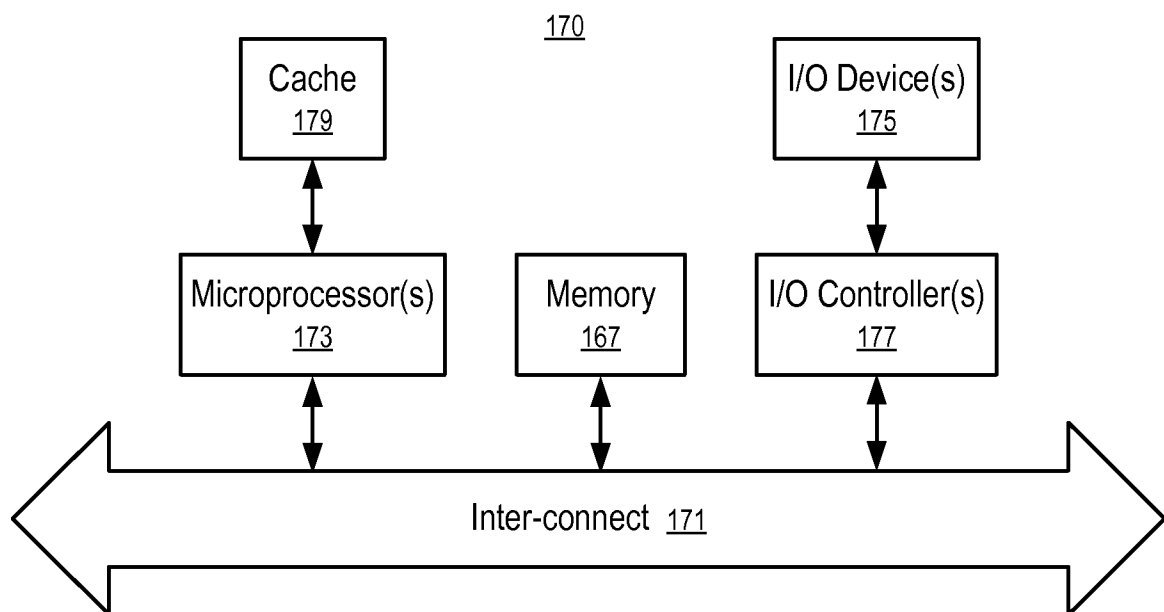 170
Cache
179
I/O Device(s)
175
Microprocessor(s)
173
Memory
167
I/O Controller(s)
177
Inter-connect 171